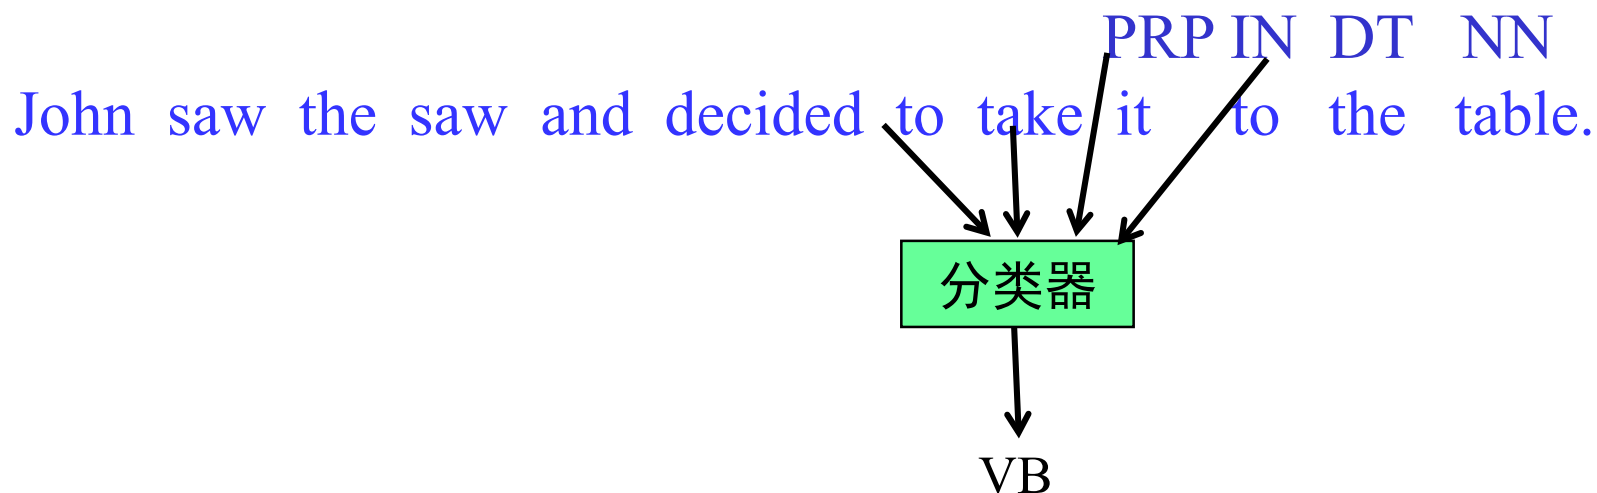 PRP IN DT NN
John saw the saw and decided to take it to the table.
分类器
VB